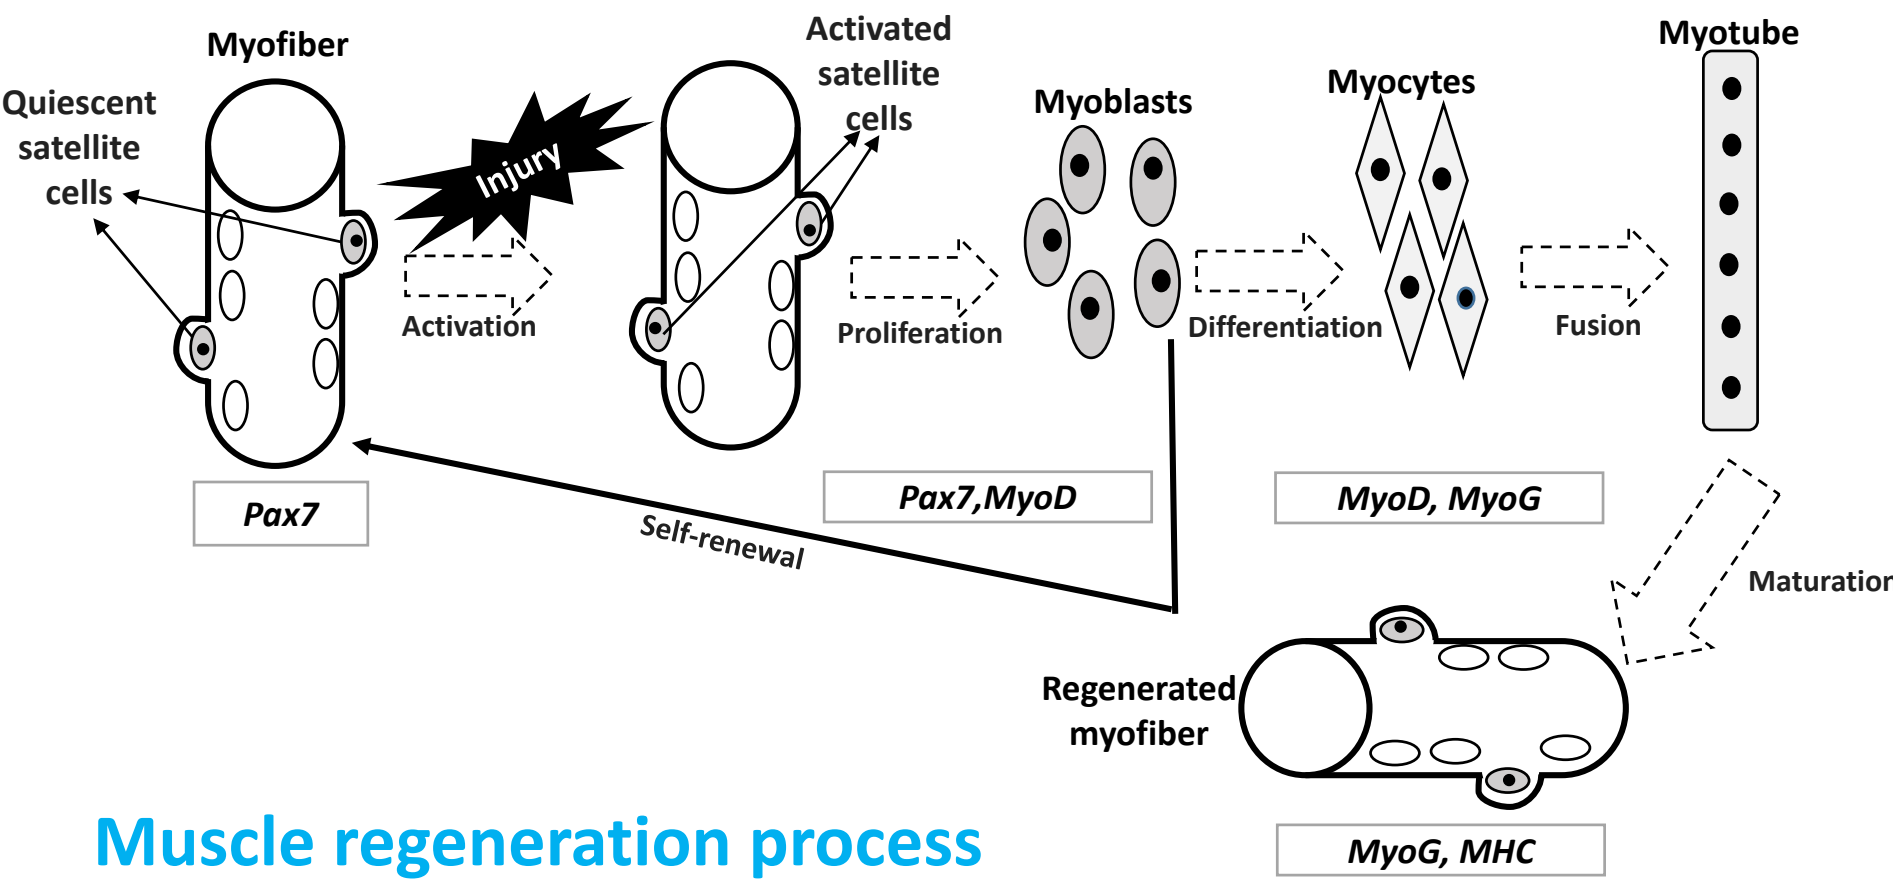 Myofiber
Quiescent
satellite
cells
Injury
Activation
Activated
satellite
cells
Proliferation
Myoblasts
Differentiation
Myocytes
Fusion
Myotube
Pax7
Self-renewal
Pax7,MyoD
MyoD, MyoG
Maturation
Regenerated
myofiber
MyoG, MHC
Muscle regeneration process